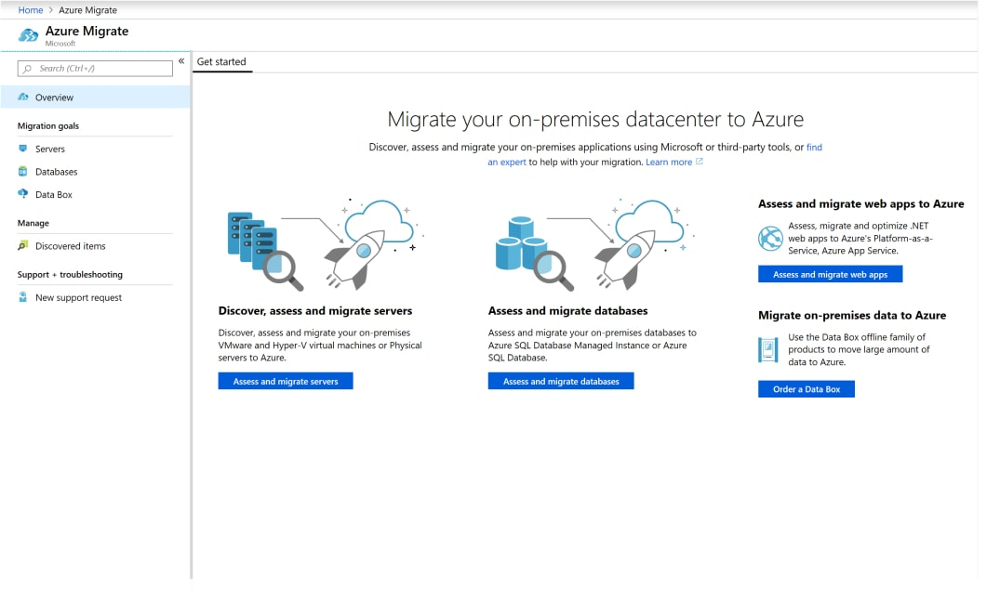 Home > Azure Migrate
Azure Migrate
Microsoft
Search (Ctrl+/)
«
Overview
Migration goals
Servers
Databases
Data Box
Manage
Discovered items
Support + troubleshooting
New support request
Get started
Migrate your on-premises datacenter to Azure
Discover, assess and migrate your on-premises applications using Microsoft or third-party tools, or find
an expert to help with your migration. Learn more
Discover, assess and migrate servers
Discover, assess and migrate your on-premises
VMware and Hyper-V virtual machines or Physical
servers to Azure.
Assess and migrate servers
Assess and migrate databases
Assess and migrate your on-premises databases to
Azure SQL Database Managed Instance or Azure
SQL Database.
Assess and migrate databases
Assess and migrate web apps to Azure
Assess, migrate and optimize .NET
web apps to Azure's Platform-as-a-
Service, Azure App Service.
Assess and migrate web apps
Migrate on-premises data to Azure
Use the Data Box offline family of
products to move large amount of
data to Azure.
Order a Data Box